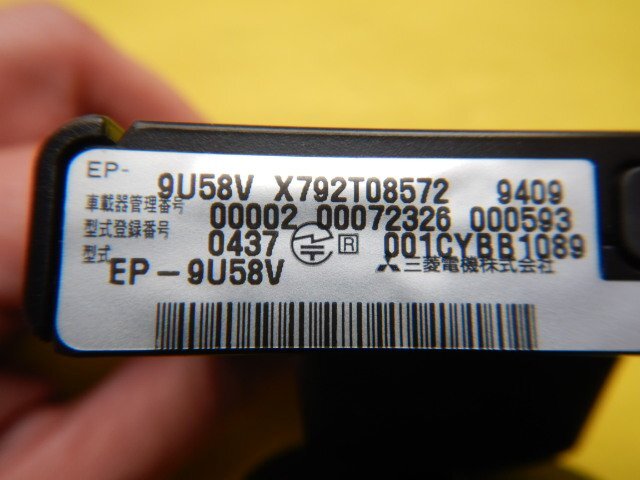 EP-
9U58V X792T08572 9409
車載器管理番号 00002 00072326 000593
型式登録番号 0437 R 001CYBB1089
型式 EP-9U58V 三菱電機株式会社